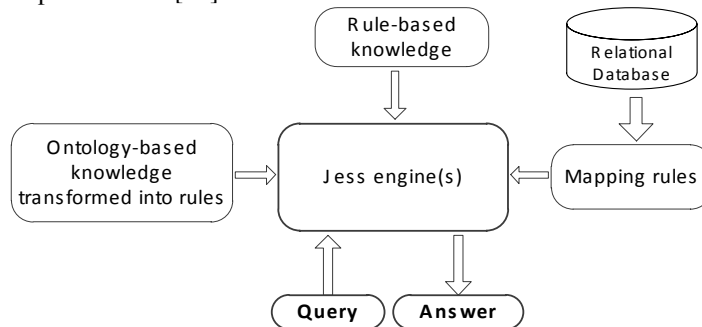 Rule-based
knowledge
Relational
Database
Ontology-based
knowledge
transformed into rules
Jess engine(s)
Mapping rules
Query
Answer